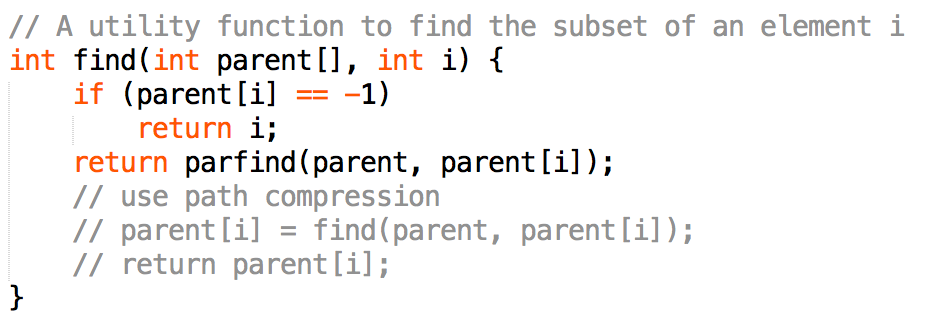 // A utility function to find the subset of an element i
int find(int parent[], int i) {
    if (parent[i] == -1)
        return i;
    return parfind(parent, parent[i]);
    // use path compression
    // parent[i] = find(parent, parent[i]);
    // return parent[i];
}